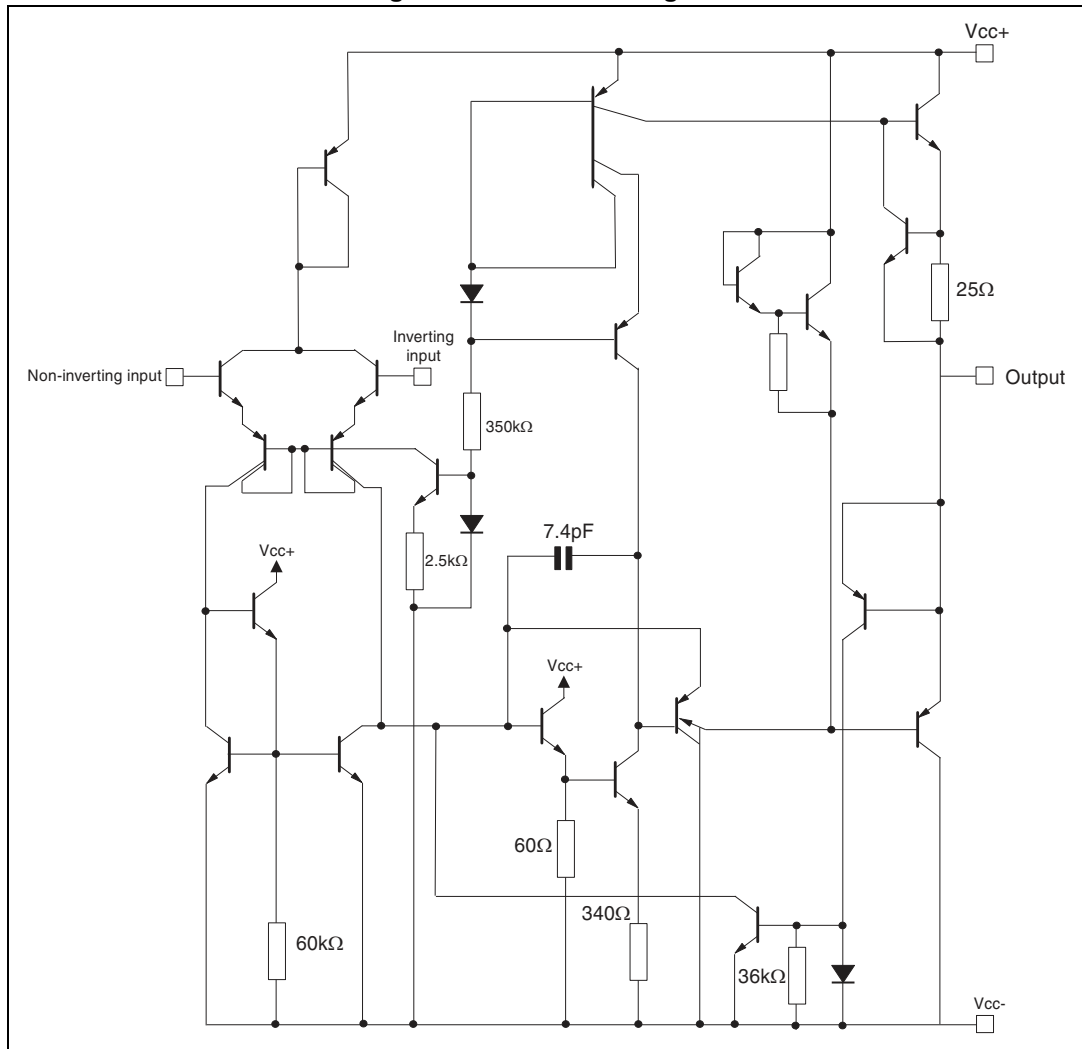 Vcc+
25Ω
Inverting
input
Non-inverting input
Output
350kΩ
7.4pF
2.5kΩ
Vcc+
Vcc+
60Ω
340Ω
60kΩ
36kΩ
Vcc-